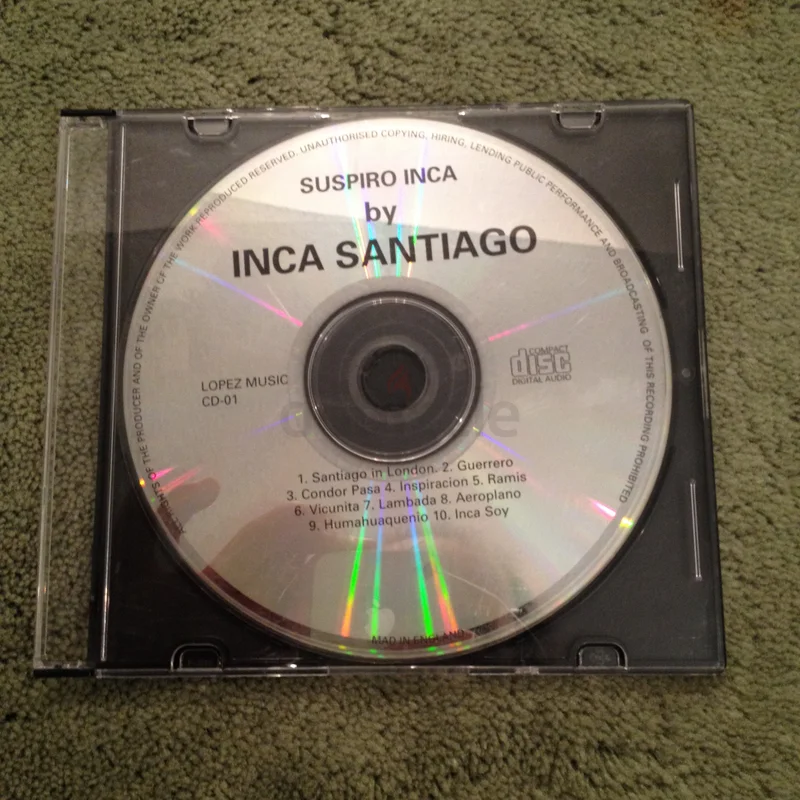 SUSPIRO INCA
by
INCA SANTIAGO
LOPEZ MUSIC
CD-01
COMPACT
disc
DIGITAL AUDIO
1. Santiago in London. 2. Guerrero
3. Condor Pasa 4. Inspiracion 5. Ramis
6. Vicunita 7. Lambada 8. Aeroplano
9. Humahuaquenio 10. Inca Soy
ALL RIGHTS OF THE PRODUCER AND OF THE OWNER OF THE WORK REPRODUCED RESERVED. UNAUTHORISED COPYING, HIRING, LENDING PUBLIC PERFORMANCE AND BROADCASTING OF THIS RECORDING PROHIBITED
MAD IN ENGLAND